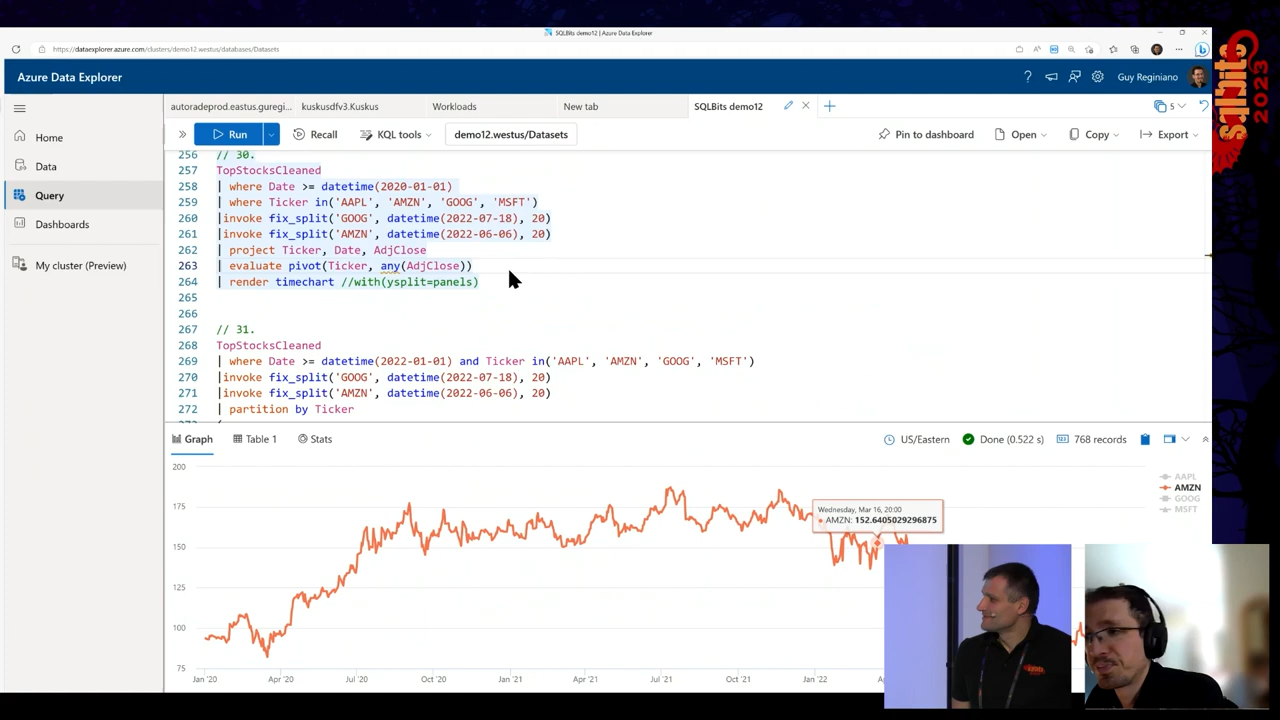 SQLBits demo12 | Azure Data Explorer
https://dataexplorer.azure.com/clusters/demo12.westus/databases/Datasets
Azure Data Explorer
Guy Reginiano
sqlbits 2023
autoradeprod.eastus.guregi...
kuskusdfv3.Kuskus
Workloads
New tab
SQLBits demo12
5
Home
Data
Query
Dashboards
My cluster (Preview)
Run
Recall
KQL tools
demo12.westus/Datasets
Pin to dashboard
Open
Copy
Export
256 // 30.
257 TopStocksCleaned
258 | where Date >= datetime(2020-01-01)
259 | where Ticker in('AAPL', 'AMZN', 'GOOG', 'MSFT')
260 |invoke fix_split('GOOG', datetime(2022-07-18), 20)
261 |invoke fix_split('AMZN', datetime(2022-06-06), 20)
262 | project Ticker, Date, AdjClose
263 | evaluate pivot(Ticker, any(AdjClose))
264 | render timechart //with(ysplit=panels)
265
266
267 // 31.
268 TopStocksCleaned
269 | where Date >= datetime(2022-01-01) and Ticker in('AAPL', 'AMZN', 'GOOG', 'MSFT')
270 |invoke fix_split('GOOG', datetime(2022-07-18), 20)
271 |invoke fix_split('AMZN', datetime(2022-06-06), 20)
272 | partition by Ticker
Graph
Table 1
Stats
US/Eastern
Done (0.522 s)
768 records
200
175
150
125
100
75
AAPL
AMZN
GOOG
MSFT
Wednesday, Mar 16, 20:00
AMZN: 152.6405029296875
Jan '20
Apr '20
Jul '20
Oct '20
Jan '21
Apr '21
Jul '21
Oct '21
Jan '22